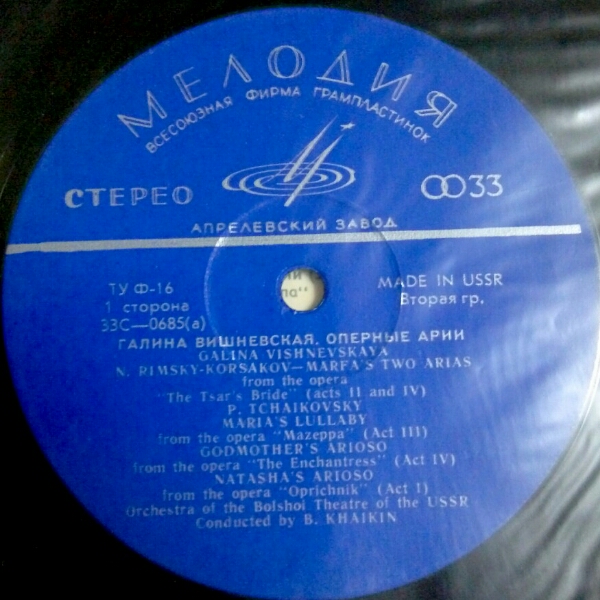 МЕЛОДИЯ
ВСЕСОЮЗНАЯ ФИРМА ГРАМПЛАСТИНОК
СТЕРЕО
33
АПРЕЛЕВСКИЙ ЗАВОД
ТУ Ф-16
MADE IN USSR
1 сторона
Вторая гр.
33С—0685(а)
ГАЛИНА ВИШНЕВСКАЯ. ОПЕРНЫЕ АРИИ
GALINA VISHNEVSKAYA
N. RIMSKY-KORSAKOV—MARFA'S TWO ARIAS
from the opera
"The Tsar's Bride" (acts II and IV)
P. TCHAIKOVSKY
MARIA'S LULLABY
from the opera "Mazeppa" (Act III)
GODMOTHER'S ARIOSO
from the opera "The Enchantress" (Act IV)
NATASHA'S ARIOSO
from the opera "Oprichnik" (Act I)
Orchestra of the Bolshoi Theatre of the USSR
Conducted by B. KHAIKIN